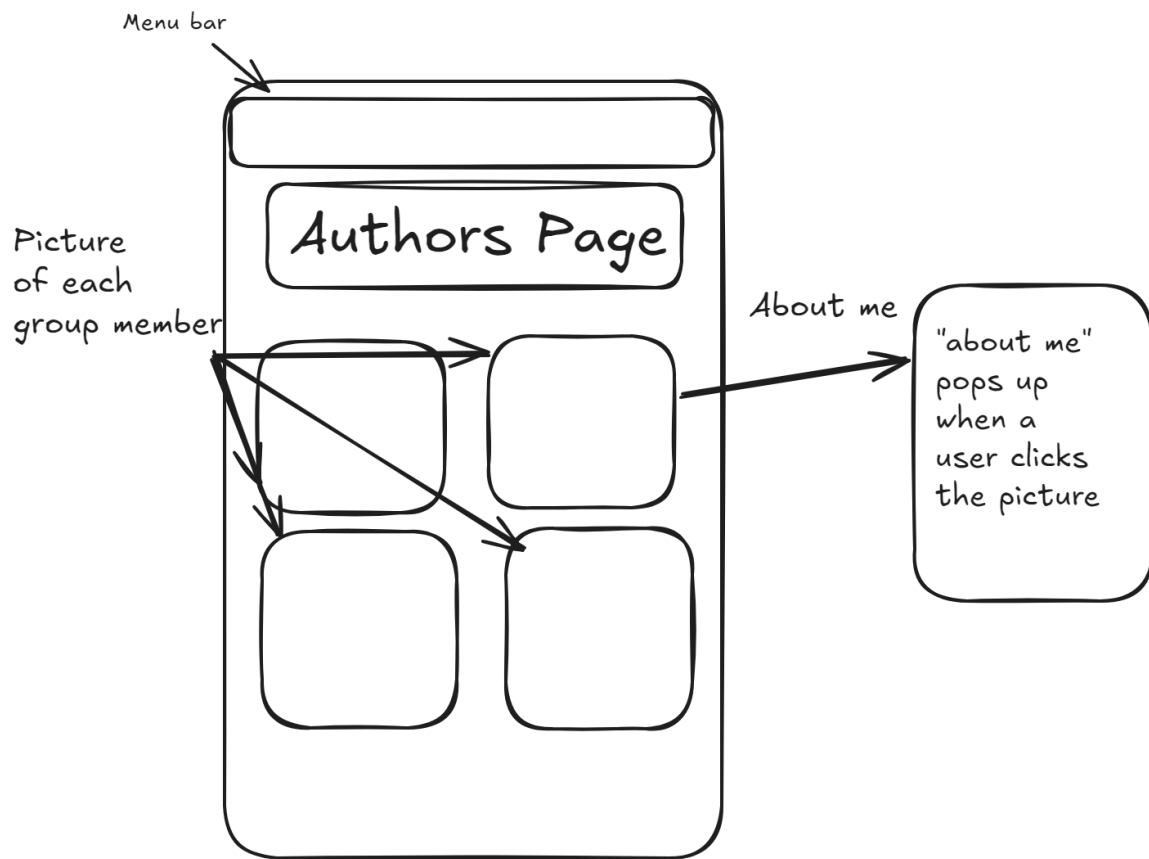 Menu bar
Authors Page
Picture
of each
group member
About me
"about me"
pops up
when a
user clicks
the picture